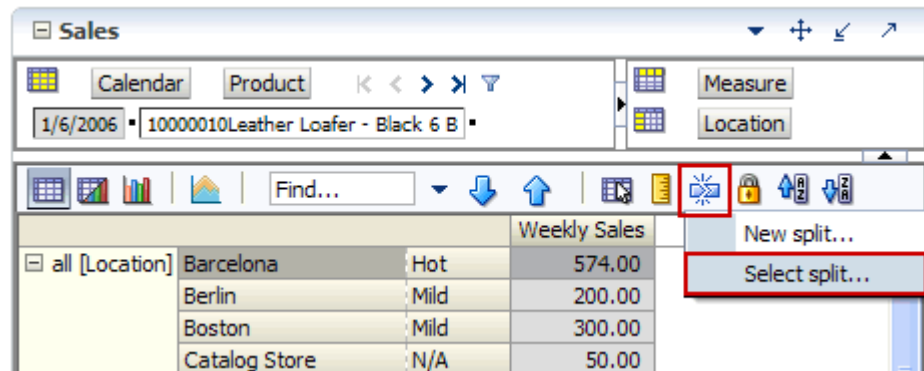 Sales
Calendar Product Measure
1/6/2006 10000010Leather Loafer - Black 6 B Location
Find...
New split...
Weekly Sales
Select split...
all [Location] Barcelona Hot 574.00
Berlin Mild 200.00
Boston Mild 300.00
Catalog Store N/A 50.00